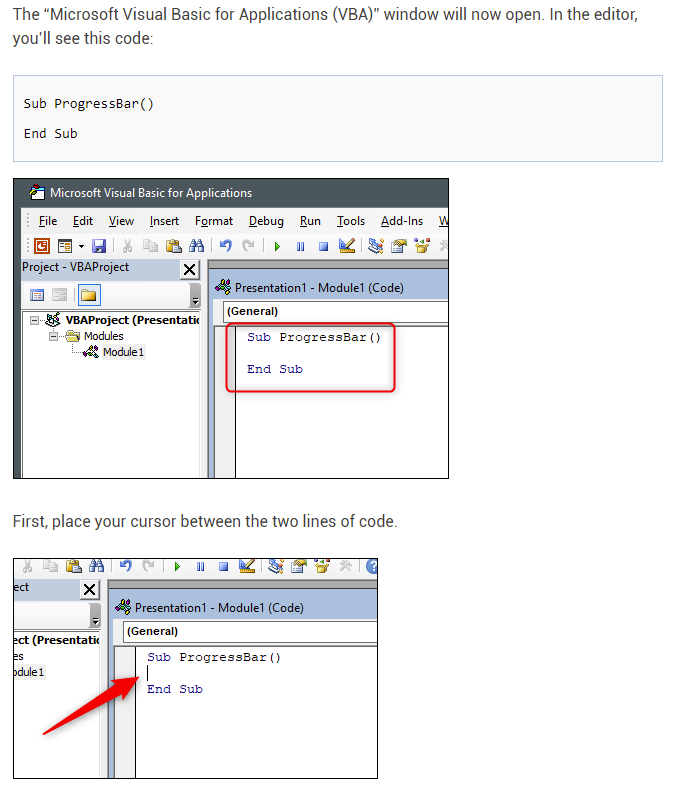 The “Microsoft Visual Basic for Applications (VBA)” window will now open. In the editor,
you’ll see this code:
Sub ProgressBar()
End Sub
Microsoft Visual Basic for Applications
File Edit View Insert Format Debug Run Tools Add-Ins W
Project - VBAProject
Presentation1 - Module1 (Code)
(General)
VBAProject (Presentatic
Modules
Module1
Sub ProgressBar()
End Sub
First, place your cursor between the two lines of code.
ect
Presentation1 - Module1 (Code)
(General)
ect (Presentatic
es
odule1
Sub ProgressBar()
End Sub